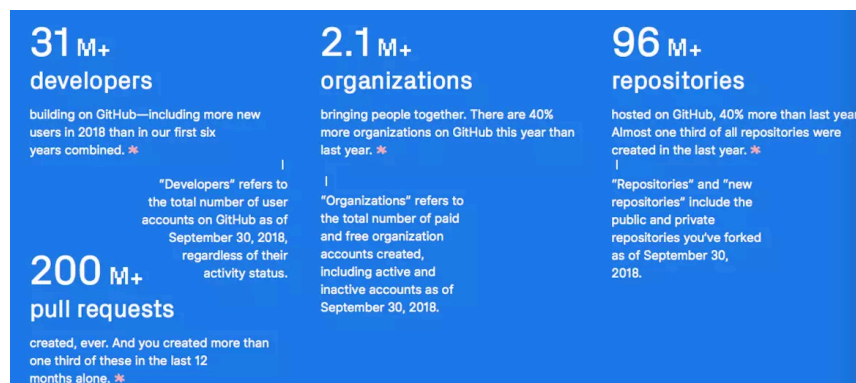 31 M+
developers
building on GitHub—including more new
users in 2018 than in our first six
years combined. *
"Developers" refers to
the total number of user
accounts on GitHub as of
September 30, 2018,
regardless of their
activity status.
2.1 M+
organizations
bringing people together. There are 40%
more organizations on GitHub this year than
last year. *
"Organizations" refers to
the total number of paid
and free organization
accounts created,
including active and
inactive accounts as of
September 30, 2018.
96 M+
repositories
hosted on GitHub, 40% more than last year
Almost one third of all repositories were
created in the last year. *
"Repositories" and "new
repositories" include the
public and private
repositories you've forked
as of September 30,
2018.
200 M+
pull requests
created, ever. And you created more than
one third of these in the last 12
months alone. *